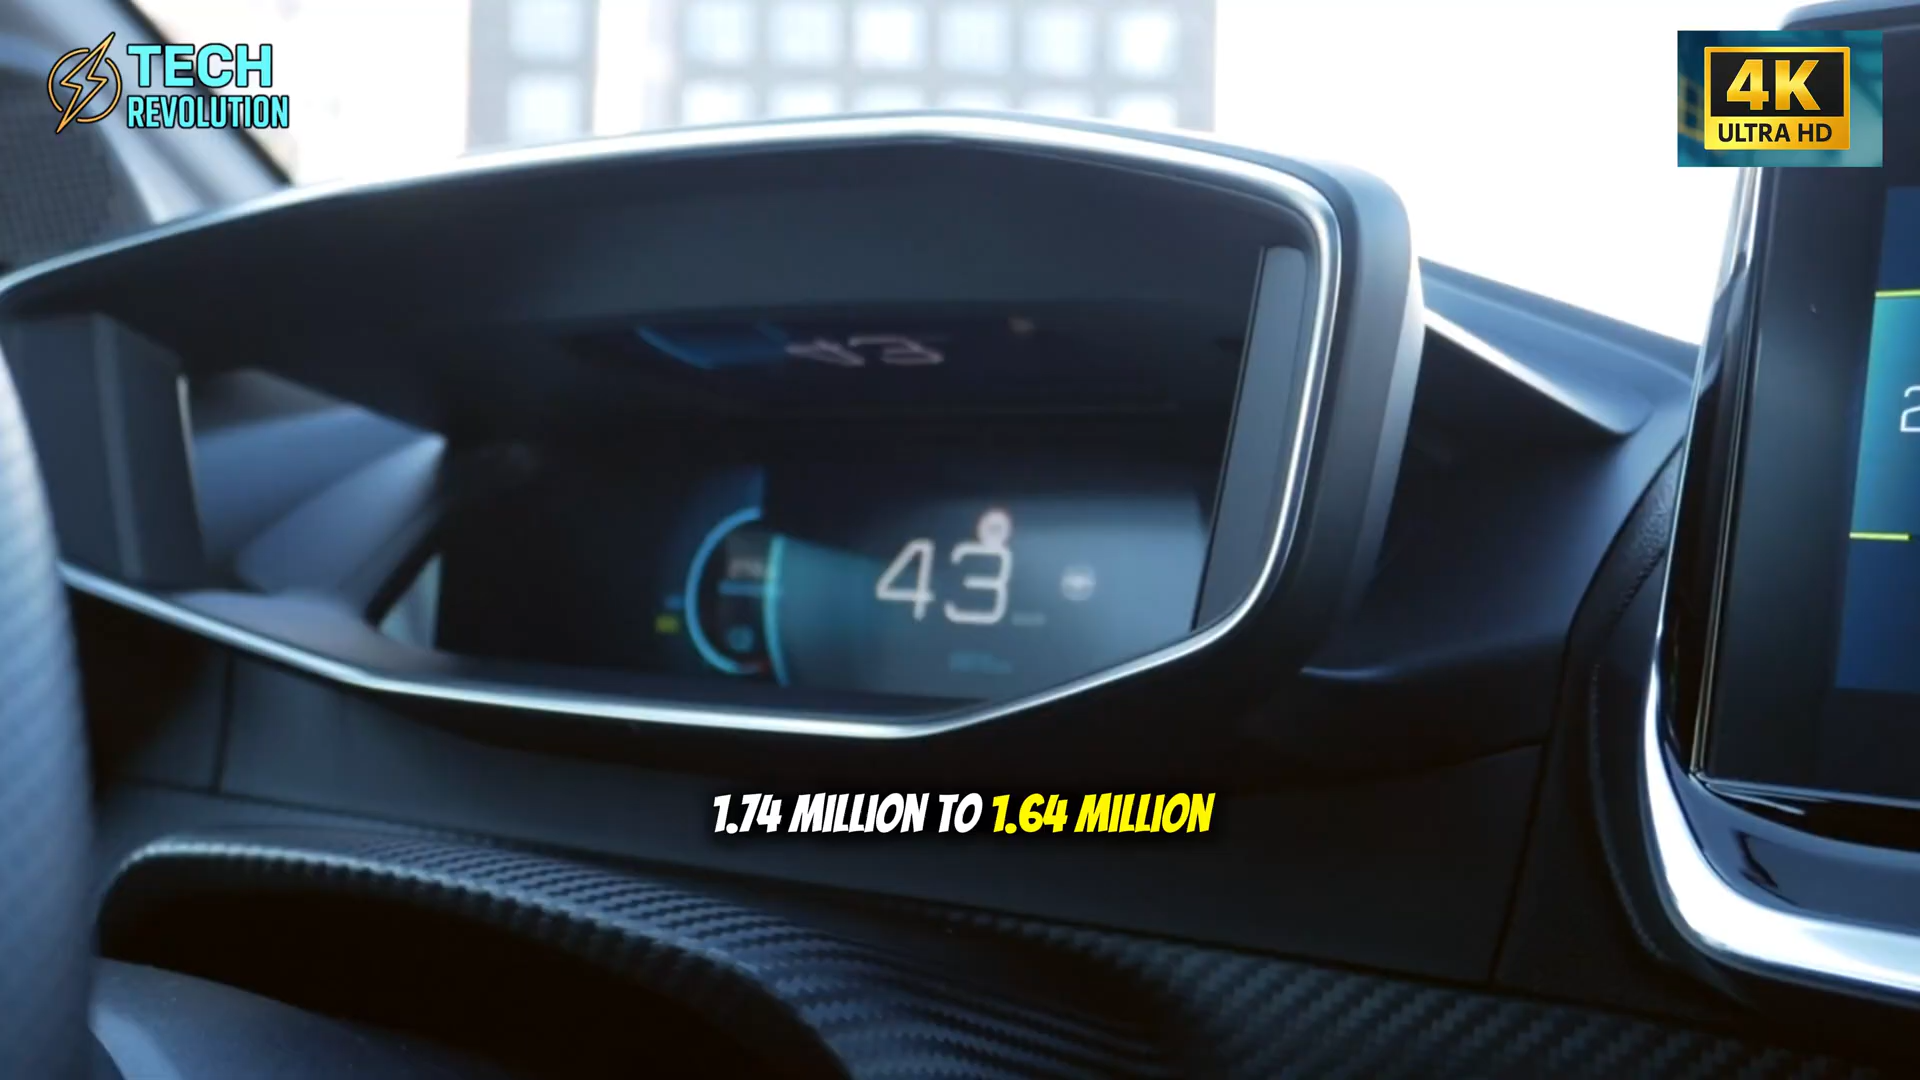 TECH
REVOLUTION
4K
ULTRA HD
43
1.74 MILLION TO 1.64 MILLION